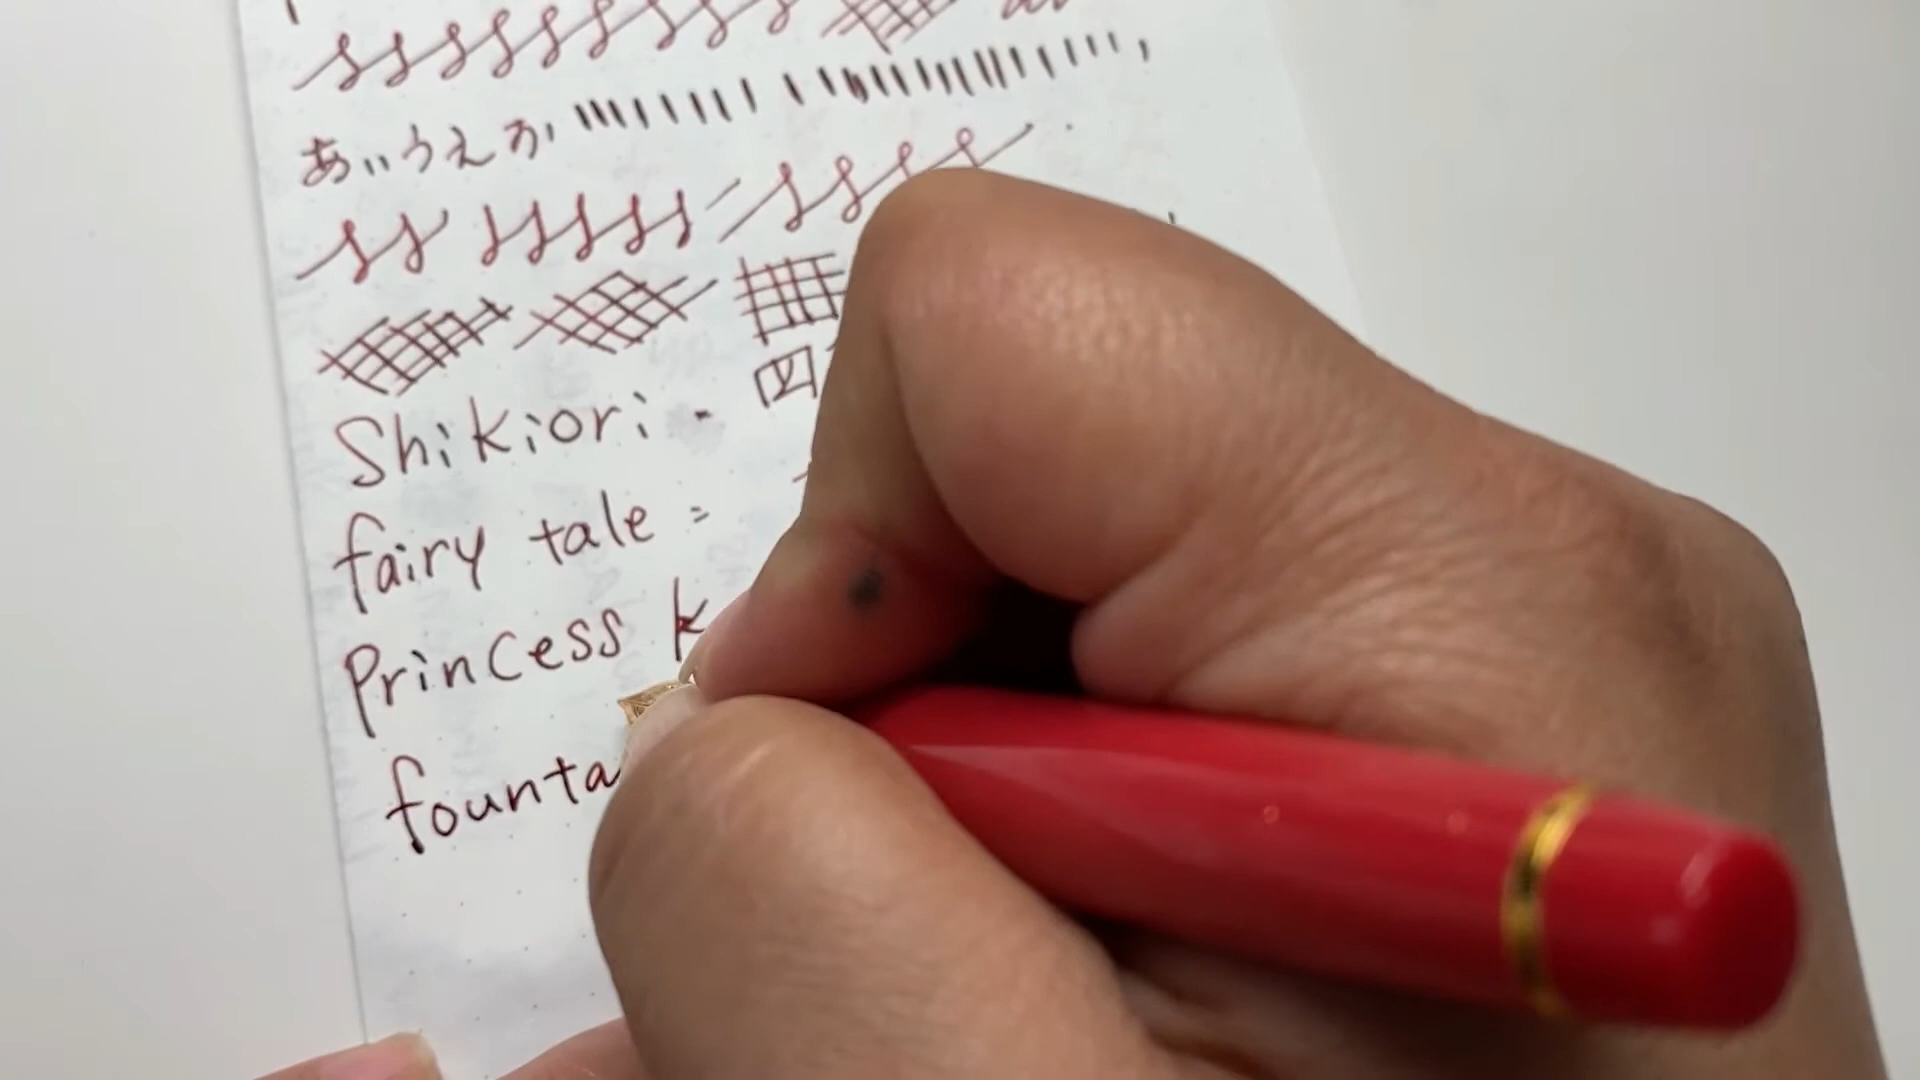 あいうえお
Shikiori - 四
fairy tale =
Princess k
founta